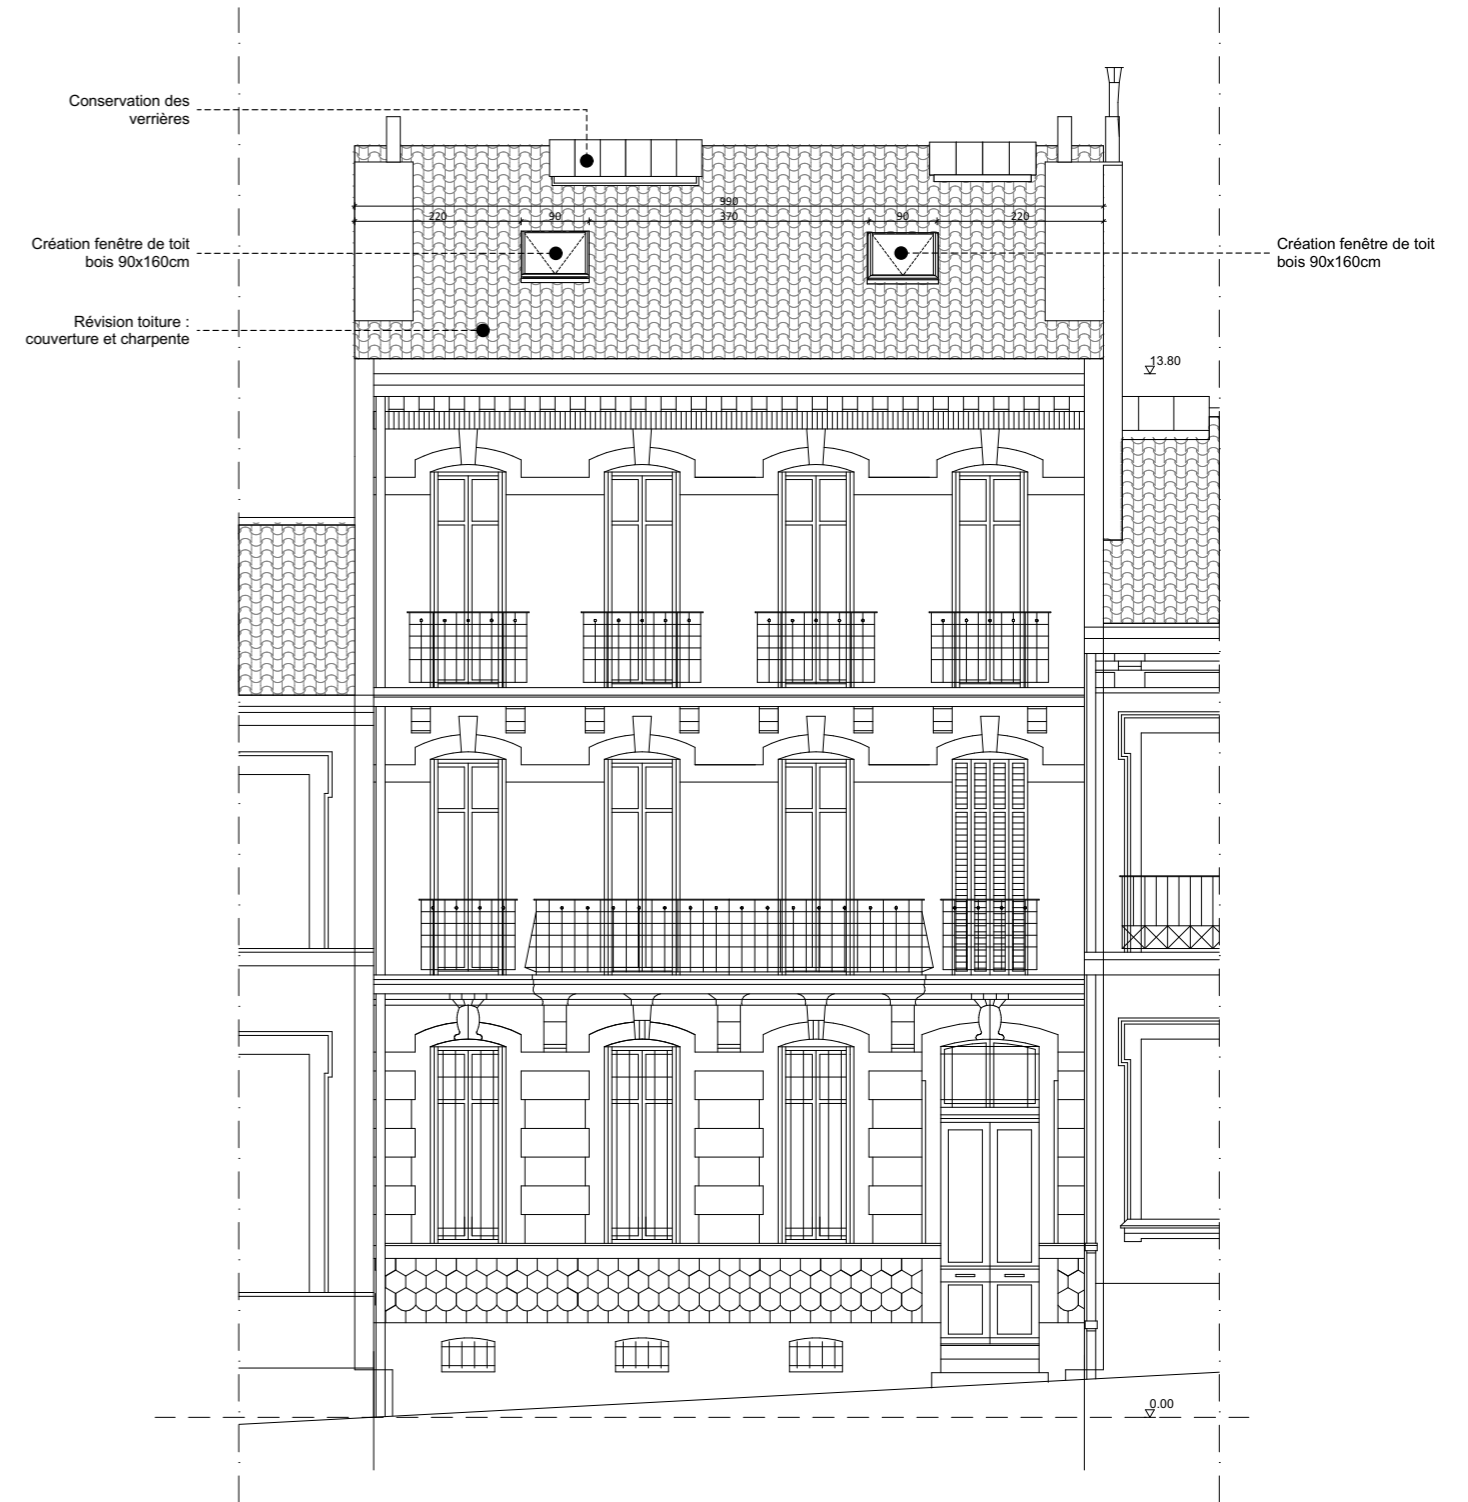 Conservation des
verrières
990
220
90
370
90
220
Création fenêtre de toit
bois 90x160cm
Création fenêtre de toit
bois 90x160cm
Révision toiture :
couverture et charpente
13.80
0.00